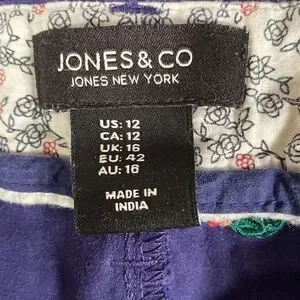 JONES & CO
JONES NEW YORK
US: 12
CA: 12
UK: 16
EU: 42
AU: 16
MADE IN
INDIA